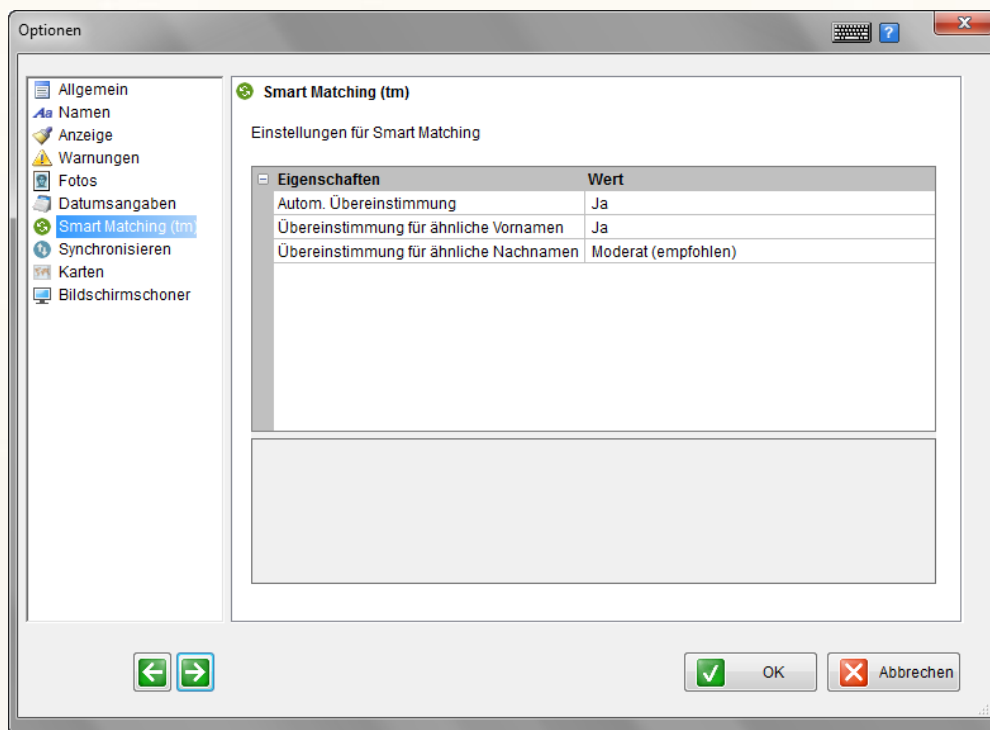 Optionen
?
Allgemein
Aa Namen
Anzeige
Warnungen
Fotos
Datumsangaben
Smart Matching (tm)
Synchronisieren
Karten
Bildschirmschoner
Smart Matching (tm)
Einstellungen für Smart Matching
Eigenschaften Wert
Autom. Übereinstimmung Ja
Übereinstimmung für ähnliche Vornamen Ja
Übereinstimmung für ähnliche Nachnamen Moderat (empfohlen)
OK Abbrechen